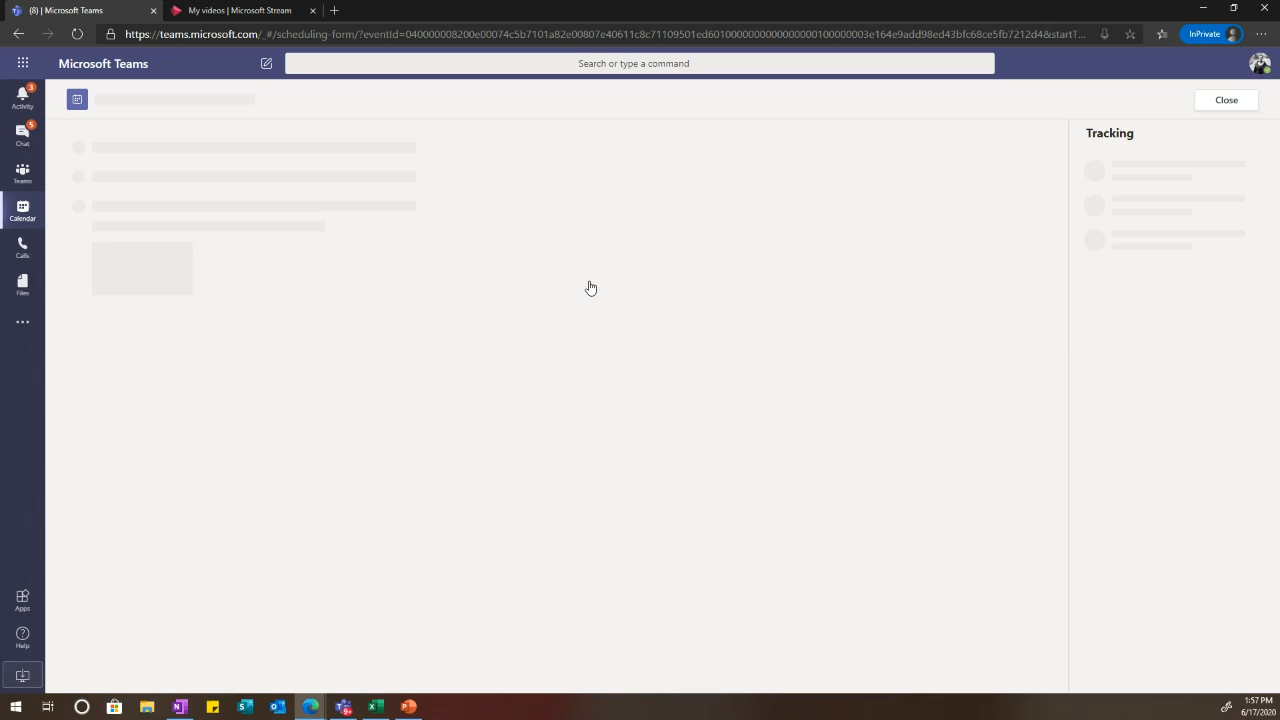 (8) | Microsoft Teams
My videos | Microsoft Stream
https://teams.microsoft.com/_#/scheduling-form/?eventId=040000008200e00074c5b7101a82e00807e40611c8c71109501ed6010000000000000000100000003e164e9add98ed43bfc68ce5fb7212d4&startT...
InPrivate
Microsoft Teams
Search or type a command
3
Activity
Close
5
Chat
Tracking
Teams
Calendar
Calls
Files
Apps
Help
1:57 PM
6/17/2020